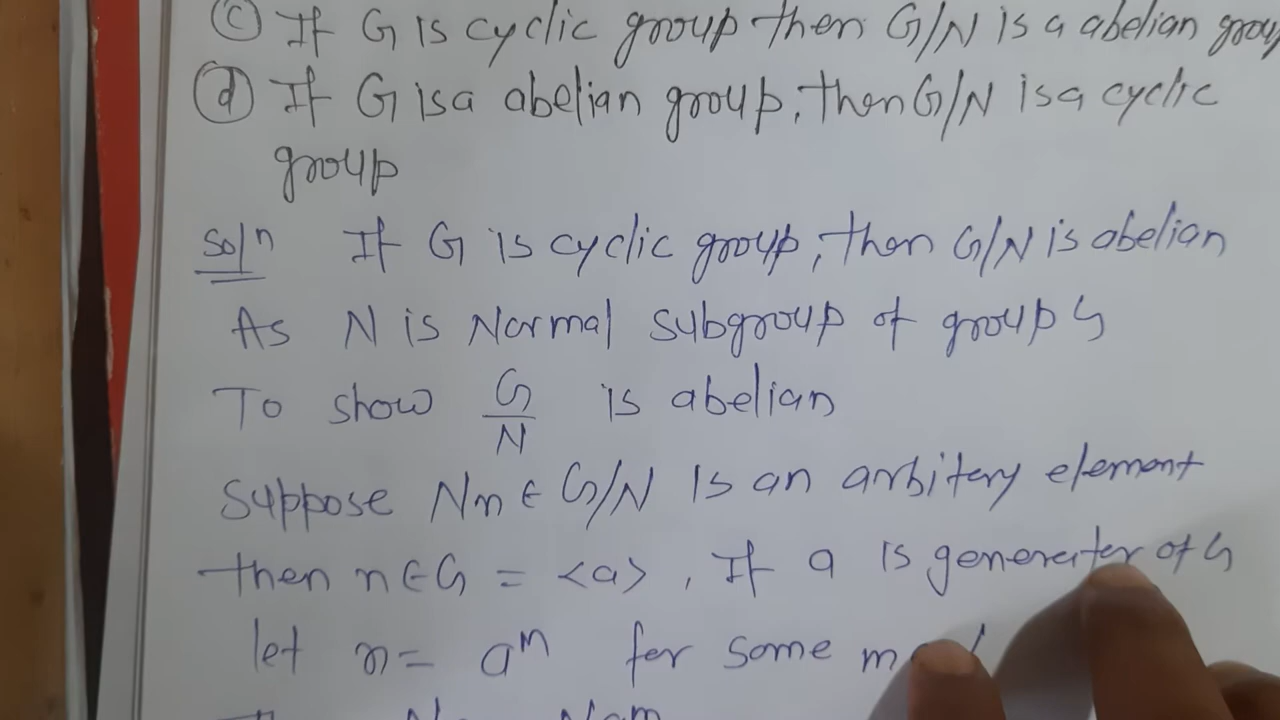 (c) If G is cyclic group then G/N is a abelian grou
(d) If G is a abelian group, then G/N is a cyclic
group
Sol^n If G is cyclic group, then G/N is abelian
As N is Normal subgroup of group G
To show G/N is abelian
Suppose Nn ∈ G/N is an arbitery element
then n ∈ G = <a>, If a is generater of G
let n = a^m for some m